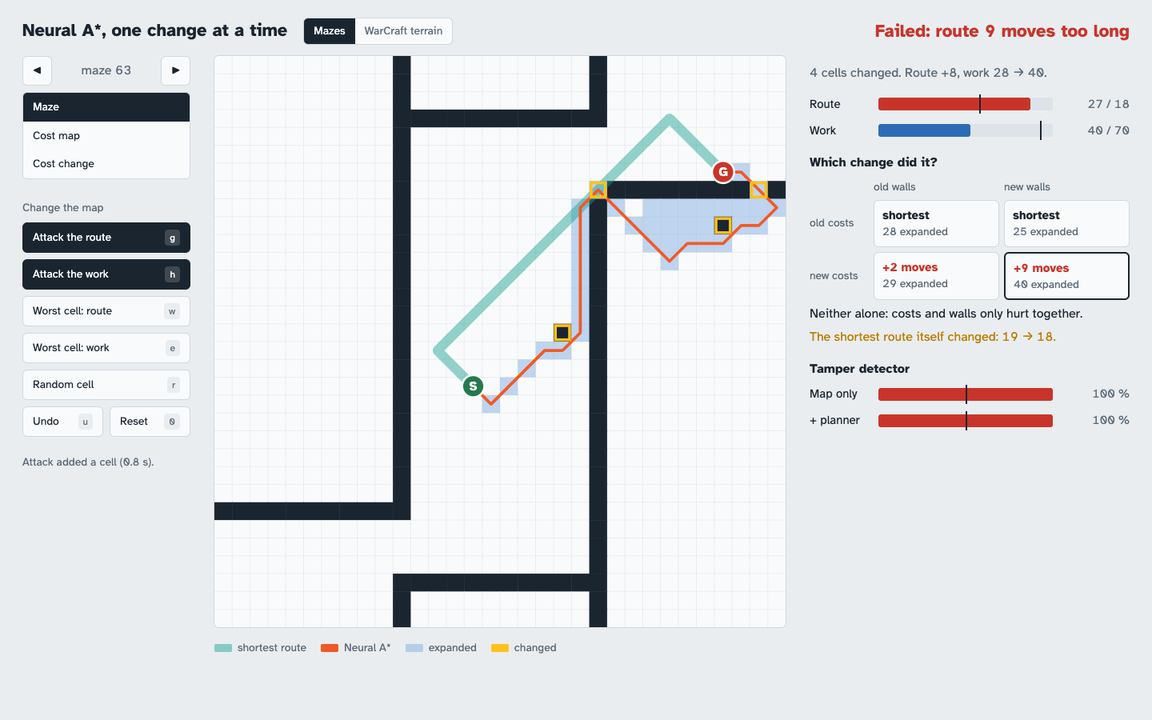 Neural A*, one change at a time
Mazes
WarCraft terrain
Failed: route 9 moves too long
◀ maze 63 ▶
Maze
Cost map
Cost change
Change the map
Attack the route g
Attack the work h
Worst cell: route w
Worst cell: work e
Random cell r
Undo u
Reset 0
Attack added a cell (0.8 s).
S
G
shortest route
Neural A*
expanded
changed
4 cells changed. Route +8, work 28 → 40.
Route 27 / 18
Work 40 / 70
Which change did it?
old walls
new walls
old costs
shortest
28 expanded
shortest
25 expanded
new costs
+2 moves
29 expanded
+9 moves
40 expanded
Neither alone: costs and walls only hurt together.
The shortest route itself changed: 19 → 18.
Tamper detector
Map only 100 %
+ planner 100 %